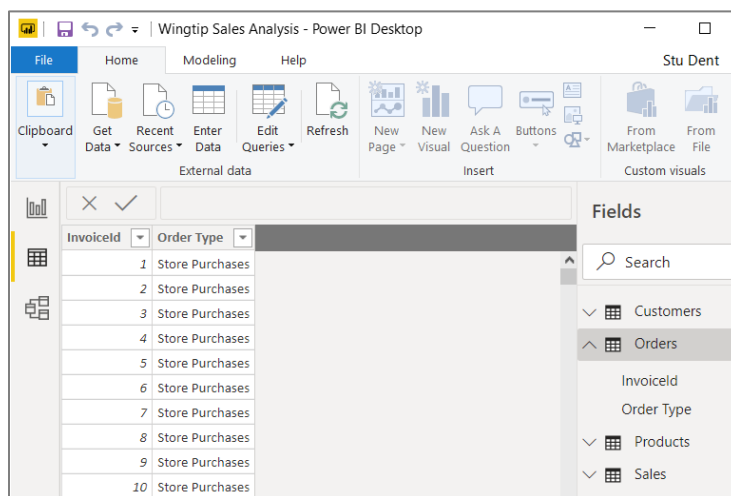 Wingtip Sales Analysis - Power BI Desktop
File Home Modeling Help Stu Dent
Clipboard
Get Data
Recent Sources
Enter Data
Edit Queries
Refresh
New Page
New Visual
Ask A Question
Buttons
From Marketplace
From File
External data Insert Custom visuals
Fields
InvoiceId Order Type
Search
1 Store Purchases
2 Store Purchases
3 Store Purchases
4 Store Purchases
5 Store Purchases
6 Store Purchases
7 Store Purchases
8 Store Purchases
9 Store Purchases
10 Store Purchases
Customers
Orders
InvoiceId
Order Type
Products
Sales